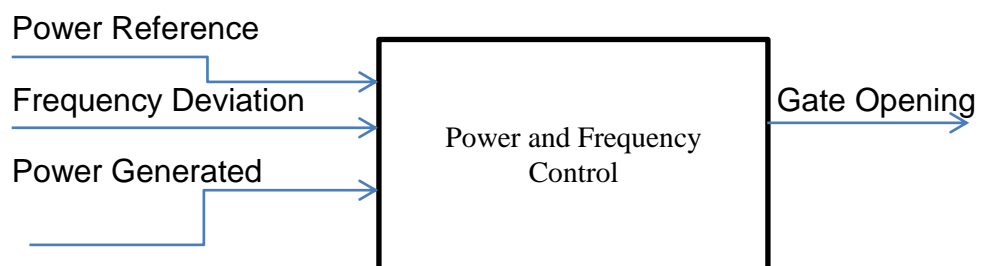 Power Reference
Frequency Deviation
Power Generated
Power and Frequency
Control
Gate Opening